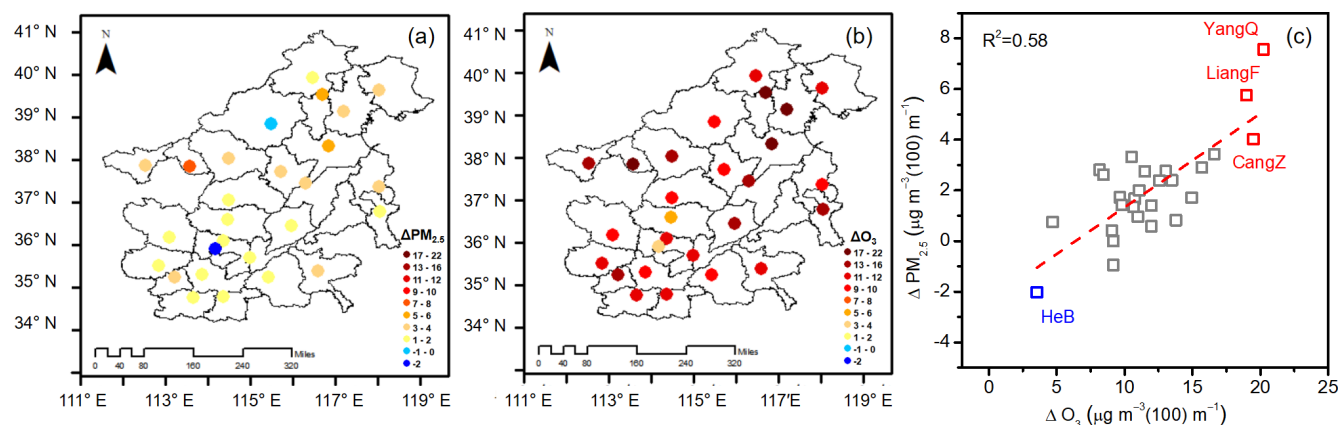 (a)
N
41° N
40° N
39° N
38° N
37° N
36° N
35° N
34° N
ΔPM2.5
17 - 22
13 - 16
11 - 12
9 - 10
7 - 8
5 - 6
3 - 4
1 - 2
-1 - 0
-2
Miles
0 40 80 160 240 320
111° E 113° E 115° E 117° E 119° E
(b)
N
41° N
40° N
39° N
38° N
37° N
36° N
35° N
34° N
ΔO3
17 - 22
13 - 16
11 - 12
9 - 10
7 - 8
5 - 6
3 - 4
1 - 2
-1 - 0
-2
Miles
0 40 80 160 240 320
111° E 113° E 115° E 117° E 119° E
(c)
R²=0.58
YangQ
LiangF
CangZ
HeB
8
6
4
2
0
-2
-4
Δ PM2.5 (μg m⁻³(100) m⁻¹)
0 5 10 15 20 25
Δ O3 (μg m⁻³(100) m⁻¹)